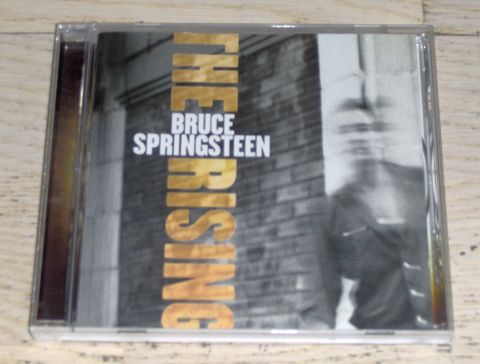 THE RISING
BRUCE
SPRINGSTEEN